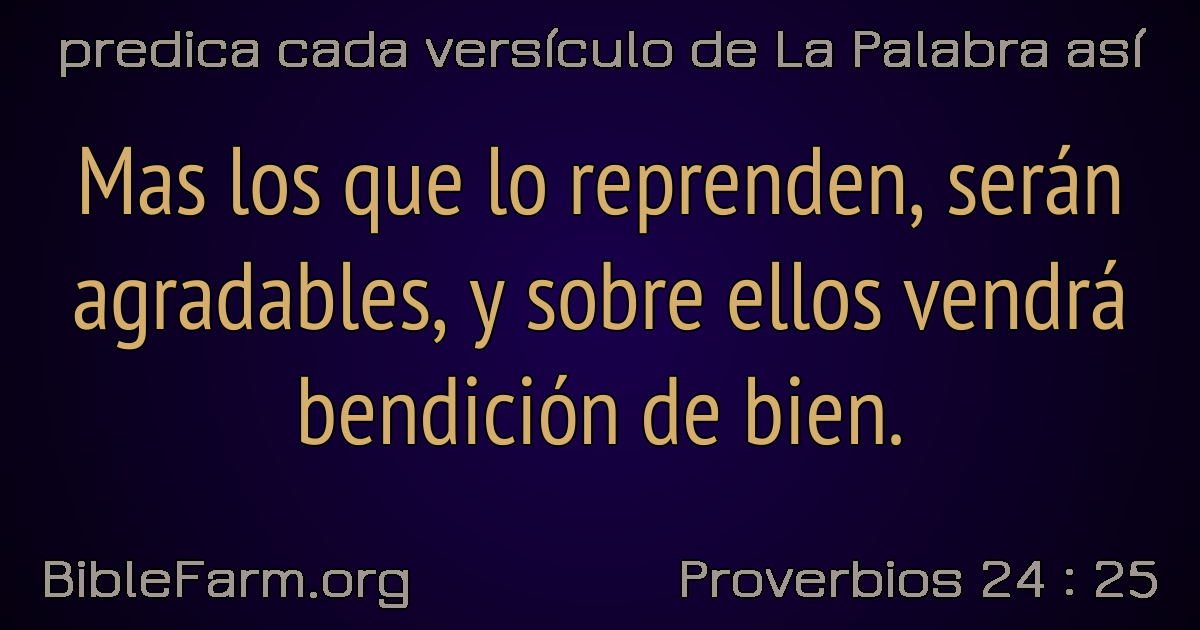 predica cada versículo de La Palabra así
Mas los que lo reprenden, serán
agradables, y sobre ellos vendrá
bendición de bien.
BibleFarm.org
Proverbios 24 : 25